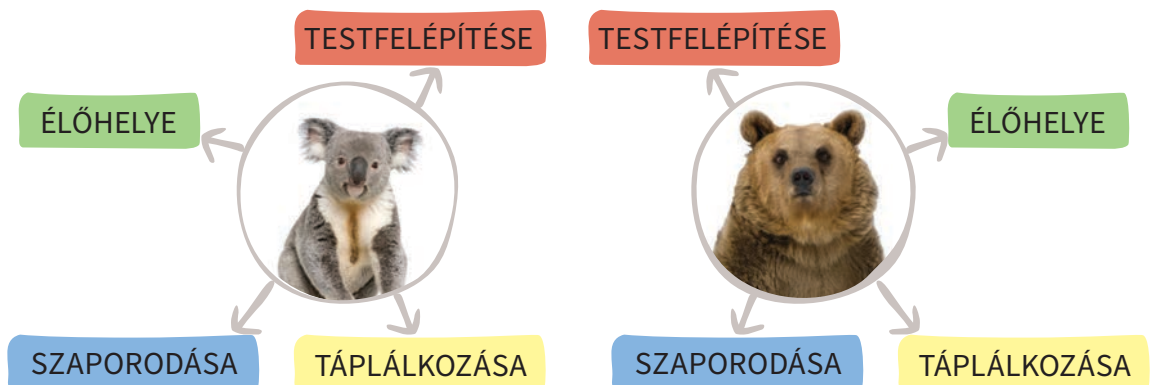 TESTFELÉPÍTÉSE
ÉLŐHELYE
SZAPORODÁSA
TÁPLÁLKOZÁSA
TESTFELÉPÍTÉSE
ÉLŐHELYE
SZAPORODÁSA
TÁPLÁLKOZÁSA